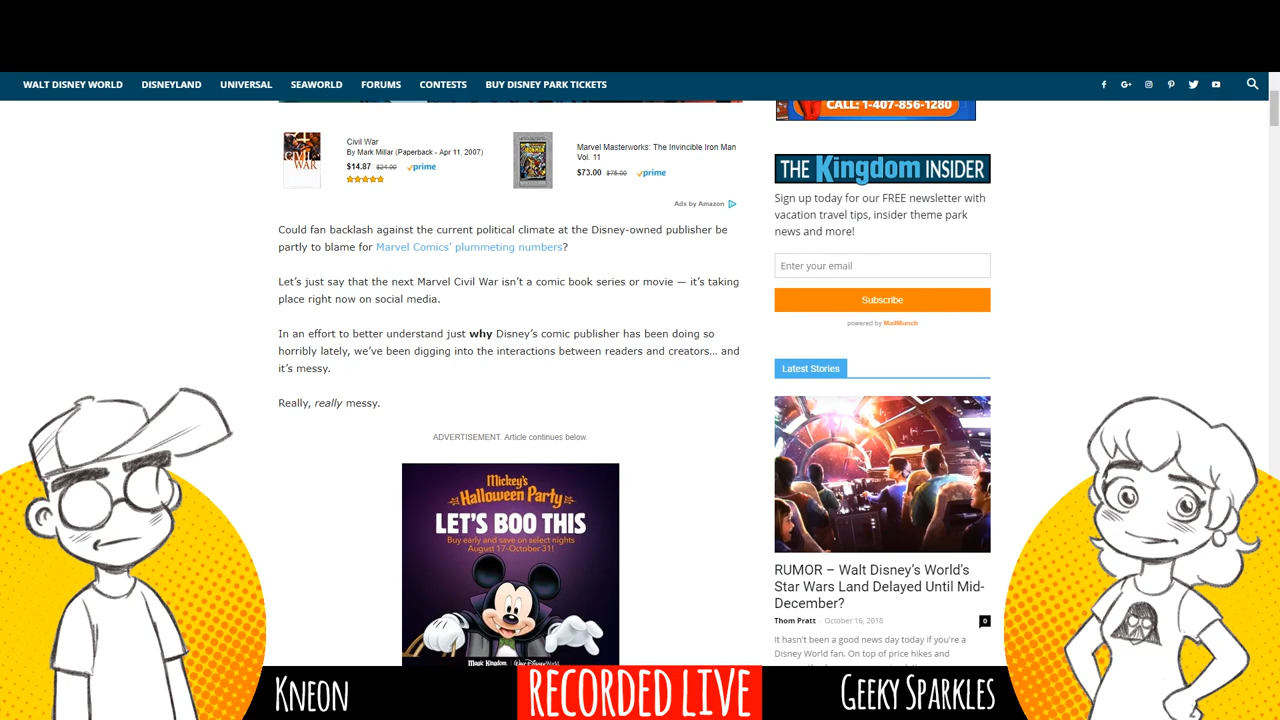 WALT DISNEY WORLD DISNEYLAND UNIVERSAL SEAWORLD FORUMS CONTESTS BUY DISNEY PARK TICKETS
Civil War
By Mark Millar (Paperback - Apr 11, 2007)
$14.87 $24.00 prime
CIVIL
WAR
Marvel Masterworks: The Invincible Iron Man
Vol. 11
$73.00 $75.00 prime
Ads by Amazon
Could fan backlash against the current political climate at the Disney-owned publisher be
partly to blame for Marvel Comics' plummeting numbers?
Let's just say that the next Marvel Civil War isn't a comic book series or movie — it's taking
place right now on social media.
In an effort to better understand just why Disney's comic publisher has been doing so
horribly lately, we've been digging into the interactions between readers and creators... and
it's messy.
Really, really messy.
ADVERTISEMENT. Article continues below.
Mickey's
Halloween Party
LET'S BOO THIS
Buy early and save on select nights
August 17-October 31!
Magic Kingdom Walt Disney World
CALL: 1-407-856-1280
THE Kingdom INSIDER
Sign up today for our FREE newsletter with
vacation travel tips, insider theme park
news and more!
Enter your email
Subscribe
powered by MailMunch
Latest Stories
RUMOR – Walt Disney's World's
Star Wars Land Delayed Until Mid-
December?
Thom Pratt - October 16, 2018 0
It hasn't been a good news day today if you're a
Disney World fan. On top of price hikes and
KNEON
RECORDED LIVE
GEEKY SPARKLES